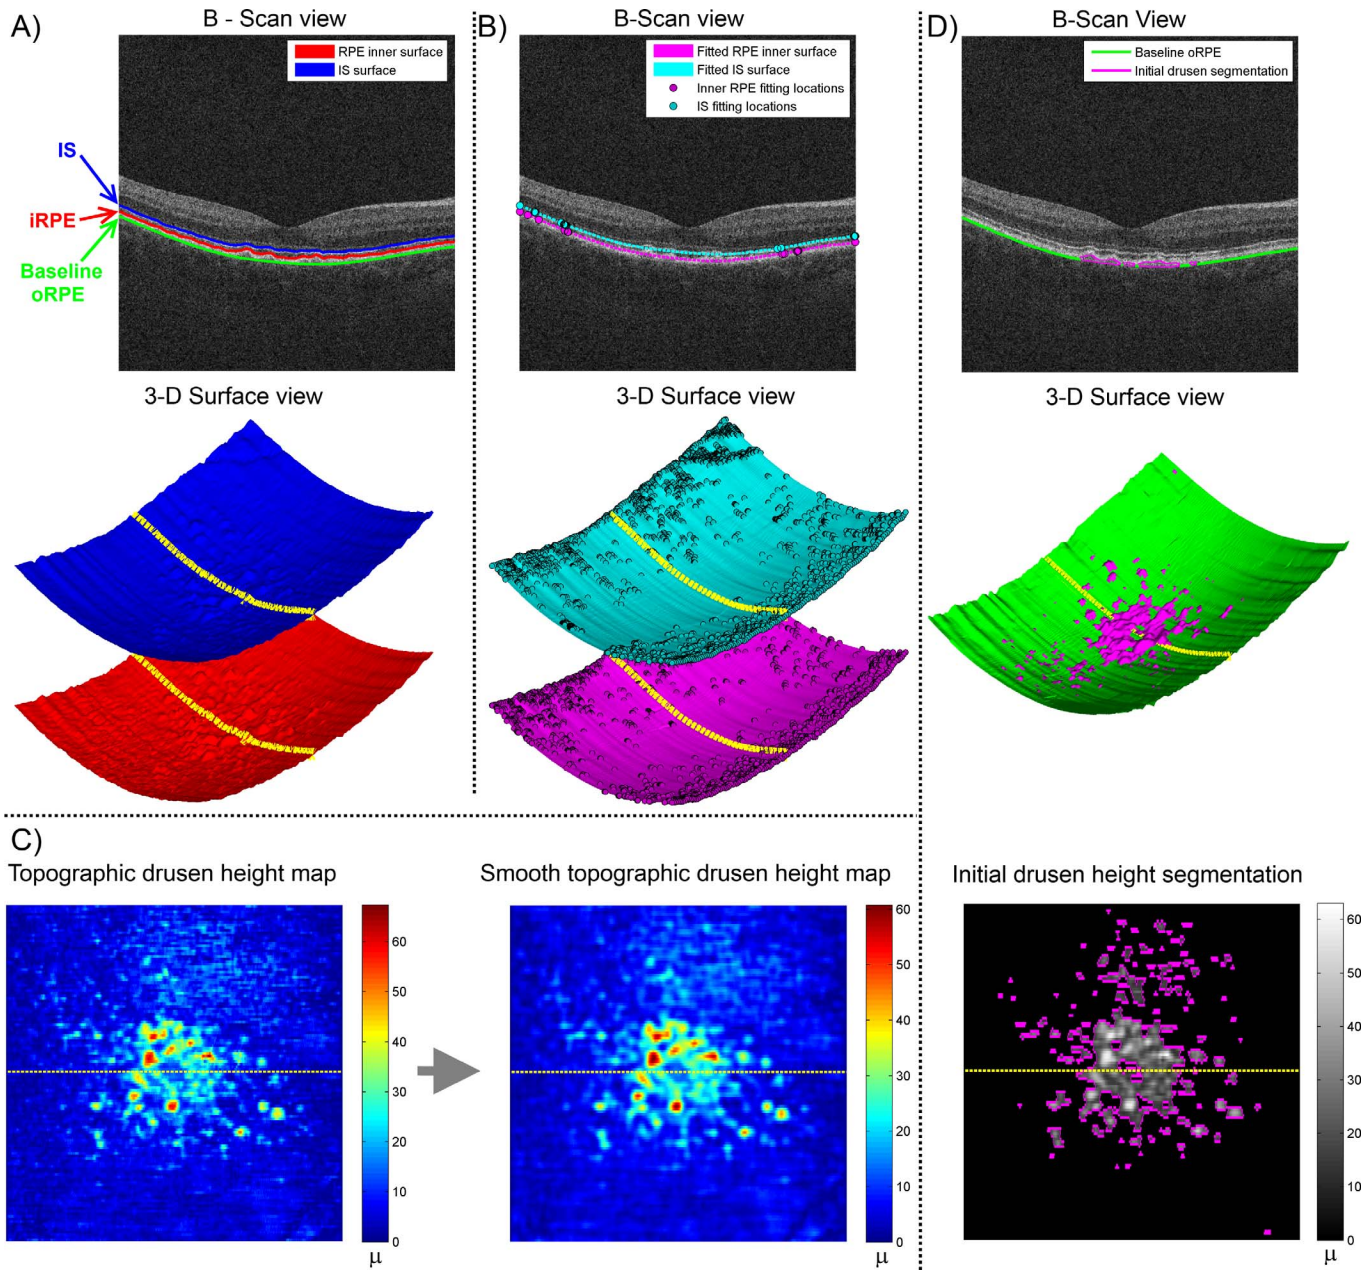 A)
B - Scan view
RPE inner surface
IS surface
IS
iRPE
Baseline
oRPE
3-D Surface view
B)
B-Scan view
Fitted RPE inner surface
Fitted IS surface
Inner RPE fitting locations
IS fitting locations
3-D Surface view
D)
B-Scan View
Baseline oRPE
Initial drusen segmentation
3-D Surface view
C)
Topographic drusen height map
60
50
40
30
20
10
0
μ
Smooth topographic drusen height map
60
50
40
30
20
10
0
μ
Initial drusen height segmentation
60
50
40
30
20
10
0
μ